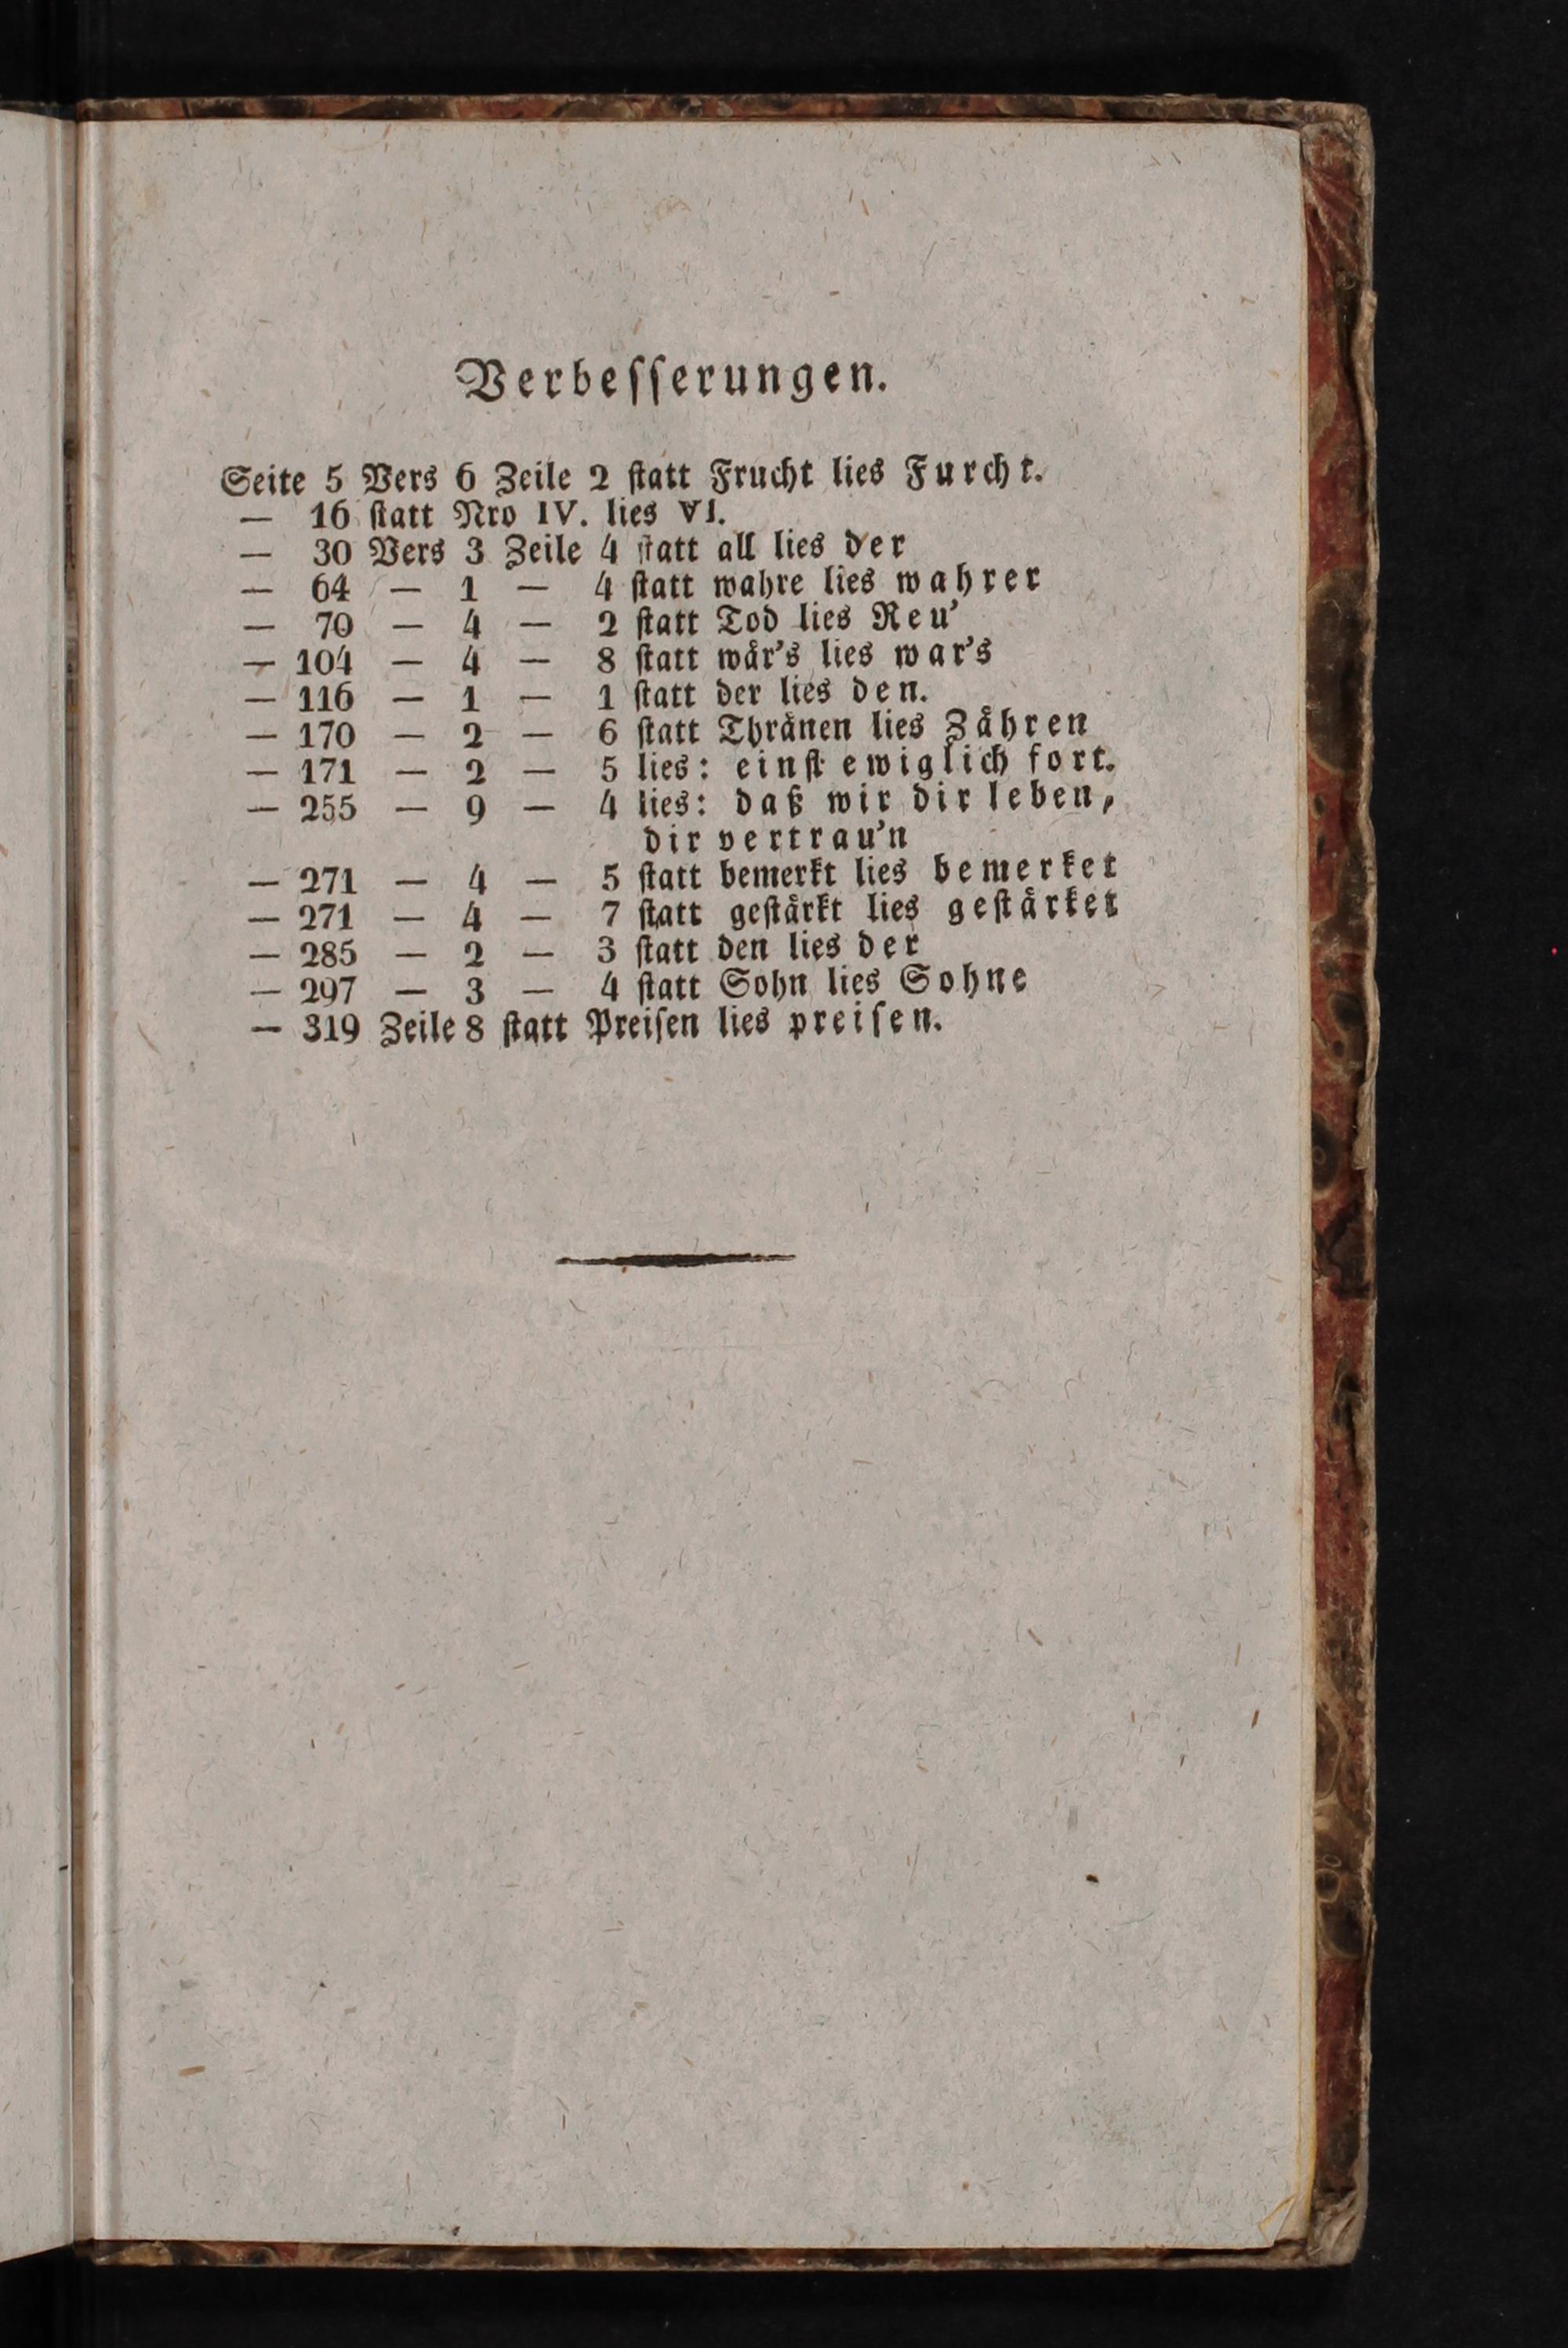 Verbeſſerungen.
Seite 5 Vers 6 Zeile 2 ſtatt Frucht lies Furcht.
— 16 ſtatt Nro IV. lies VI.
— 30 Vers 3 Zeile 4 ſtatt all lies der
— 64 — 1 — 4 ſtatt wahre lies wahrer
— 70 — 4 — 2 ſtatt Tod lies Reu’
— 104 — 4 — 8 ſtatt wår’s lies war’s
— 116 — 1 — 1 ſtatt der lies den.
— 170 — 2 — 6 ſtatt Thrånen lies Zåhren
— 171 — 2 — 5 lies: einſt ewiglich fort.
— 255 — 9 — 4 lies: daß wir dir leben,
dir vertrau’n
— 271 — 4 — 5 ſtatt bemerkt lies bemerket
— 271 — 4 — 7 ſtatt geſtårkt lies geſtårket
— 285 — 2 — 3 ſtatt den lies der
— 297 — 3 — 4 ſtatt Sohn lies Sohne
— 319 Zeile 8 ſtatt Preiſen lies preiſen.